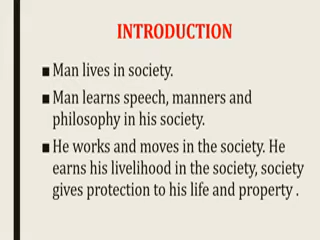 INTRODUCTION
■ Man lives in society.
■ Man learns speech, manners and
philosophy in his society.
■ He works and moves in the society. He
earns his livelihood in the society, society
gives protection to his life and property .